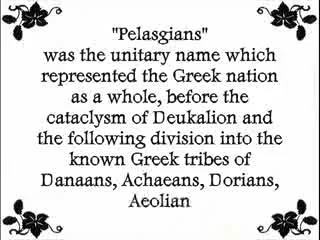 "Pelasgians"
was the unitary name which
represented the Greek nation
as a whole, before the
cataclysm of Deukalion and
the following division into the
known Greek tribes of
Danaans, Achaeans, Dorians,
Aeolian